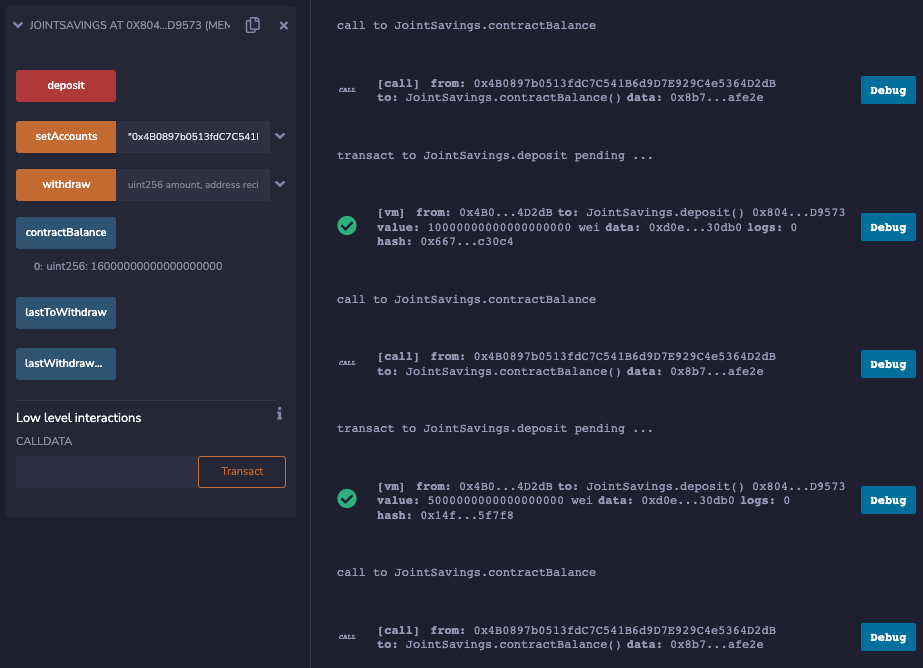 JOINTSAVINGS AT 0X804...D9573 (MEM
deposit
setAccounts "0x4B0897b0513fdC7C541I
withdraw uint256 amount, address reci
contractBalance
0: uint256: 16000000000000000000
lastToWithdraw
lastWithdraw...
Low level interactions
CALLDATA
Transact
call to JointSavings.contractBalance
CALL [call] from: 0x4B0897b0513fdC7C541B6d9D7E929C4e5364D2dB
to: JointSavings.contractBalance() data: 0x8b7...afe2e
Debug
transact to JointSavings.deposit pending ...
[vm] from: 0x4B0...4D2dB to: JointSavings.deposit() 0x804...D9573
value: 10000000000000000000 wei data: 0xd0e...30db0 logs: 0
hash: 0x667...c30c4
Debug
call to JointSavings.contractBalance
CALL [call] from: 0x4B0897b0513fdC7C541B6d9D7E929C4e5364D2dB
to: JointSavings.contractBalance() data: 0x8b7...afe2e
Debug
transact to JointSavings.deposit pending ...
[vm] from: 0x4B0...4D2dB to: JointSavings.deposit() 0x804...D9573
value: 5000000000000000000 wei data: 0xd0e...30db0 logs: 0
hash: 0x14f...5f7f8
Debug
call to JointSavings.contractBalance
CALL [call] from: 0x4B0897b0513fdC7C541B6d9D7E929C4e5364D2dB
to: JointSavings.contractBalance() data: 0x8b7...afe2e
Debug